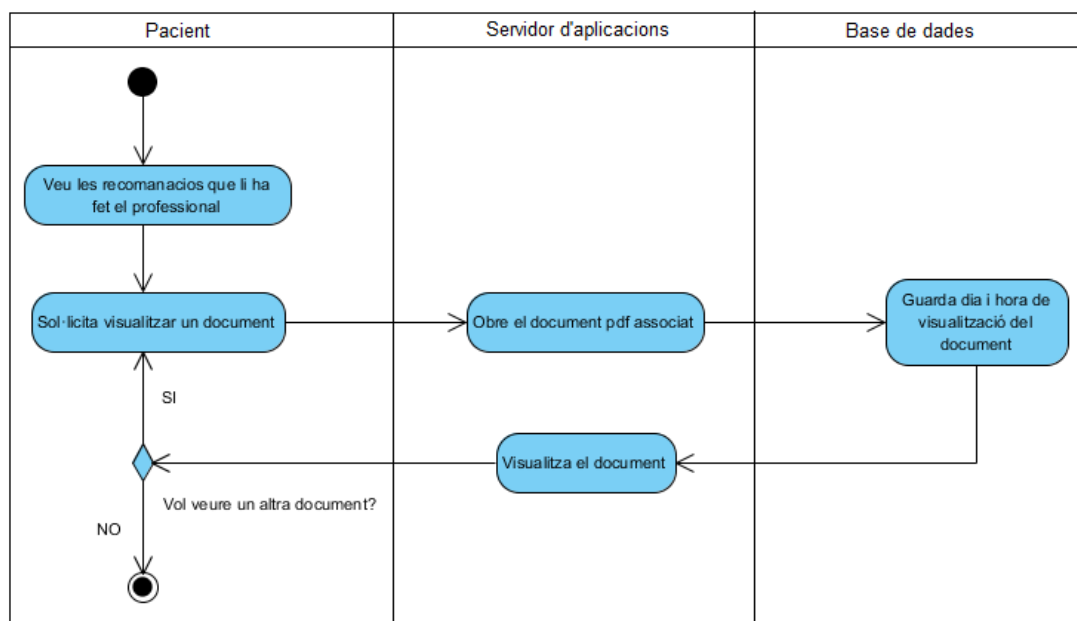 Pacient
Servidor d'aplicacions
Base de dades
Veu les recomanacios que li ha
fet el professional
Sol·licita visualitzar un document
Obre el document pdf associat
Guarda dia i hora de
visualització del
document
SI
Visualitza el document
Vol veure un altra document?
NO